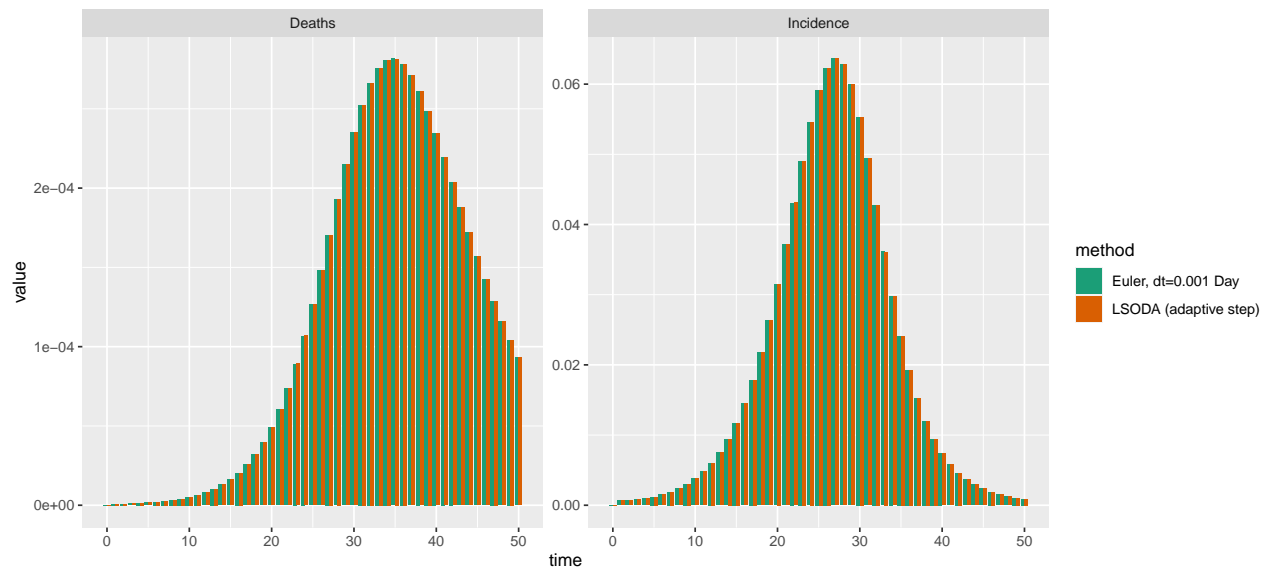 Deaths
Incidence
value
2e−04
1e−04
0e+00
0.06
0.04
0.02
0.00
0 10 20 30 40 50
0 10 20 30 40 50
time
method
Euler, dt=0.001 Day
LSODA (adaptive step)